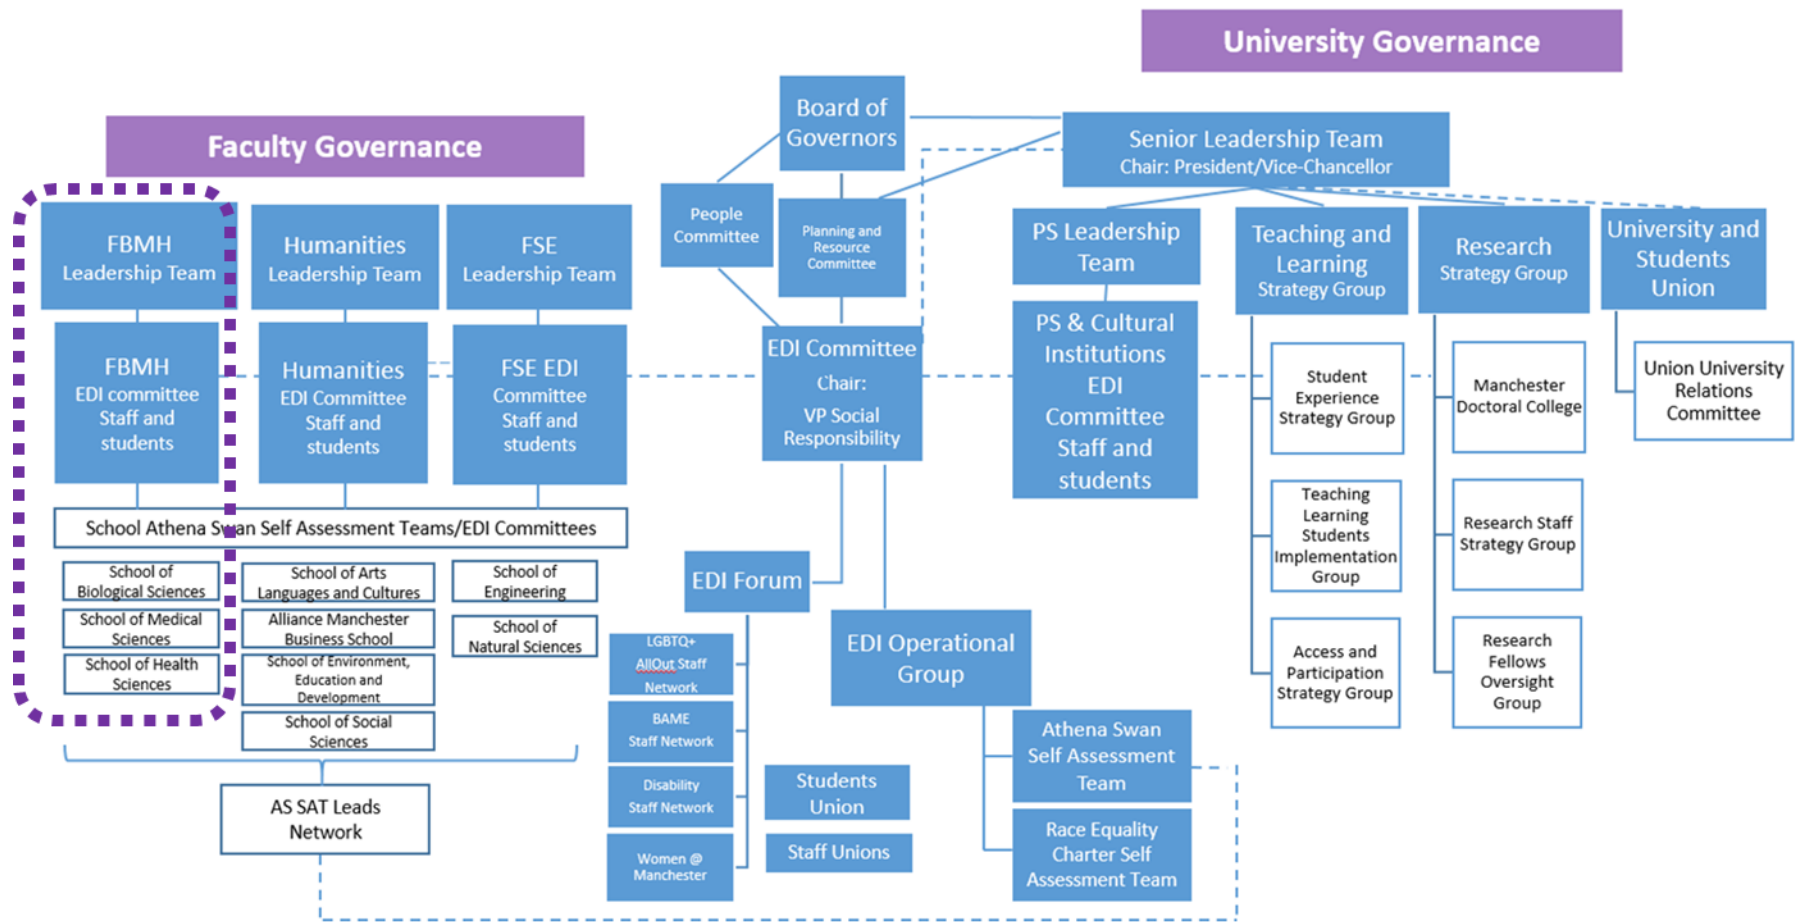 University Governance
Faculty Governance
Board of
Governors
Senior Leadership Team
Chair: President/Vice-Chancellor
People
Committee
Planning and
Resource
Committee
FBMH
Leadership Team
Humanities
Leadership Team
FSE
Leadership Team
PS Leadership
Team
Teaching and
Learning
Strategy Group
Research
Strategy Group
University and
Students
Union
FBMH
EDI committee
Staff and
students
Humanities
EDI Committee
Staff and
students
FSE EDI
Committee
Staff and
students
EDI Committee
Chair:
VP Social
Responsibility
PS & Cultural
Institutions
EDI
Committee
Staff and
students
Student
Experience
Strategy Group
Manchester
Doctoral College
Union University
Relations
Committee
Teaching
Learning
Students
Implementation
Group
Research Staff
Strategy Group
Access and
Participation
Strategy Group
Research
Fellows
Oversight
Group
School Athena Swan Self Assessment Teams/EDI Committees
School of
Biological Sciences
School of Medical
Sciences
School of Health
Sciences
School of Arts
Languages and Cultures
Alliance Manchester
Business School
School of Environment,
Education and
Development
School of Social
Sciences
School of
Engineering
School of
Natural Sciences
AS SAT Leads
Network
EDI Forum
LGBTQ+
AllOut Staff
Network
BAME
Staff Network
Disability
Staff Network
Women @
Manchester
Students
Union
Staff Unions
EDI Operational
Group
Athena Swan
Self Assessment
Team
Race Equality
Charter Self
Assessment Team